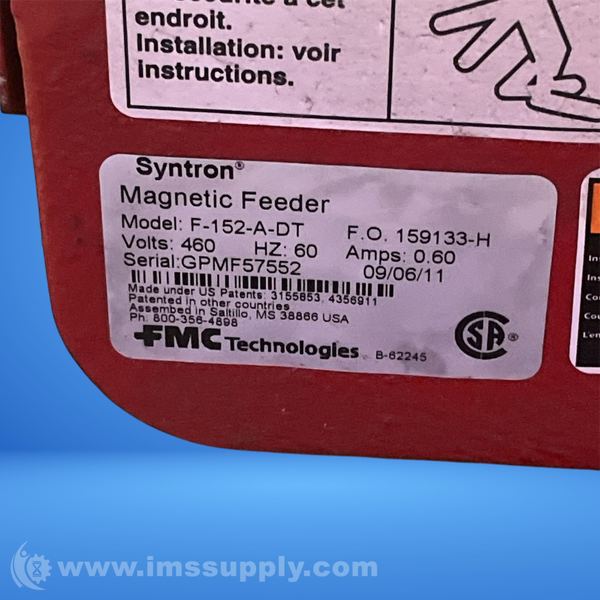 endroit.
Installation: voir
instructions.
Syntron®
Magnetic Feeder
Model: F-152-A-DT F.O. 159133-H
Volts: 460 HZ: 60 Amps: 0.60
Serial:GPMF57552 09/06/11
Made under US Patents: 3155853, 4356911
Patented in other countries
Assembled in Saltillo, MS 38866 USA
Ph. 800-356-4898
FMC Technologies B-62245
CSA®
www.imssupply.com